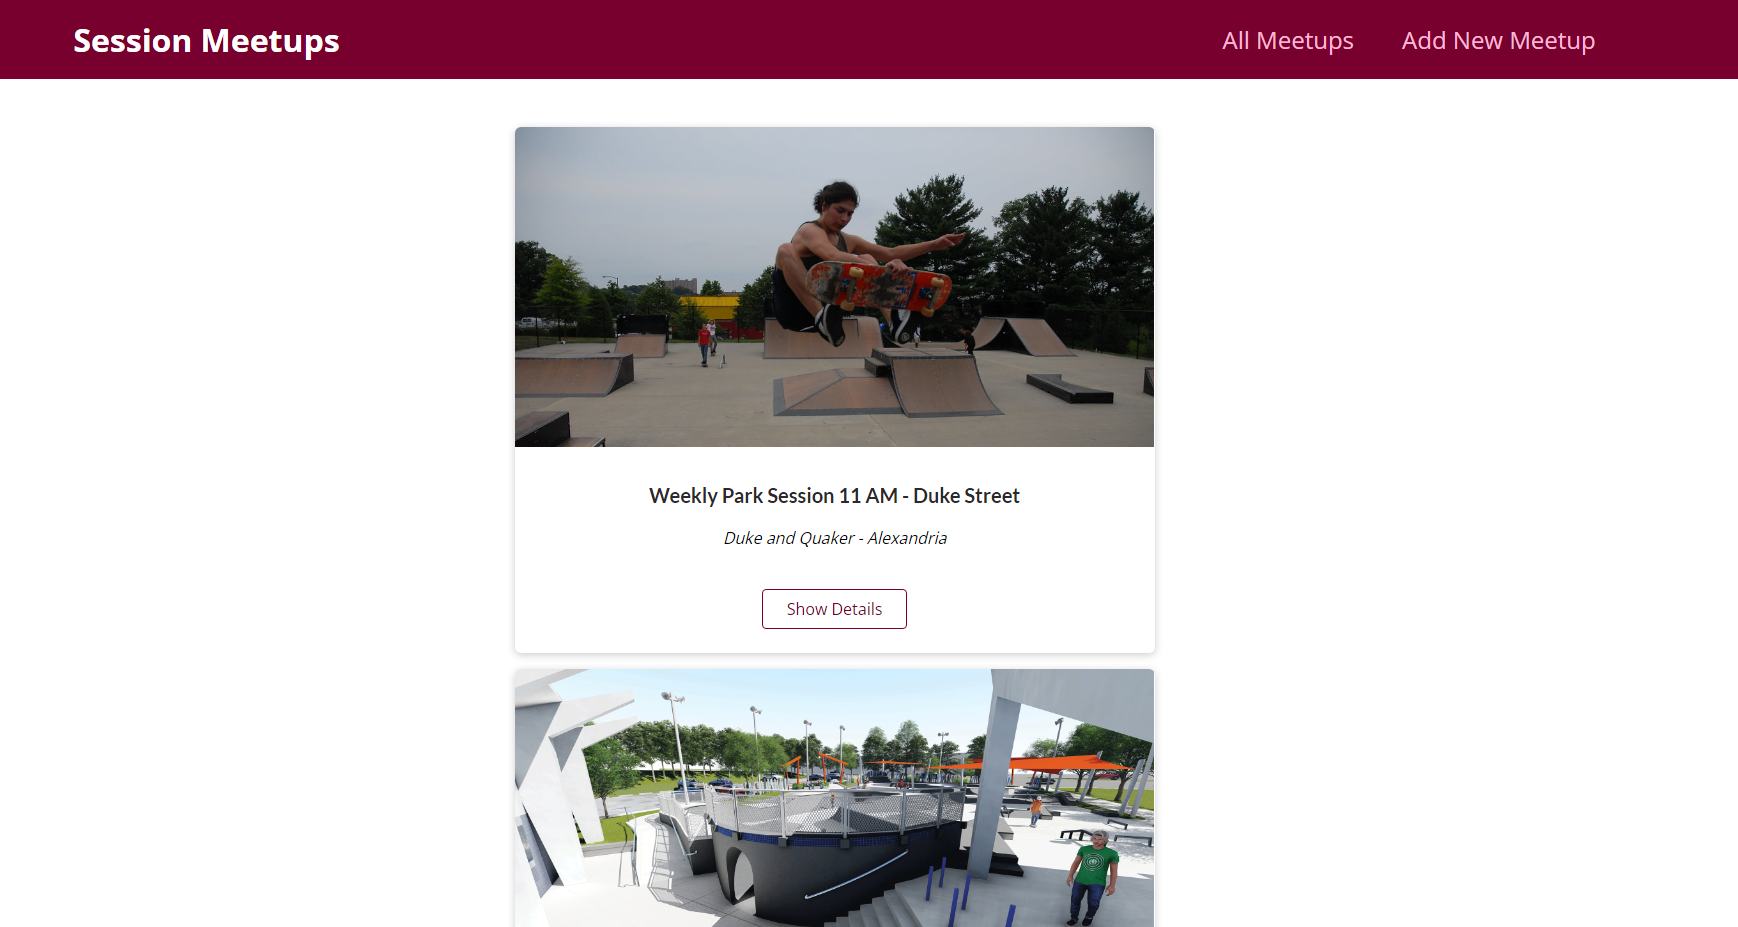 Session Meetups
All Meetups
Add New Meetup
Weekly Park Session 11 AM - Duke Street
Duke and Quaker - Alexandria
Show Details